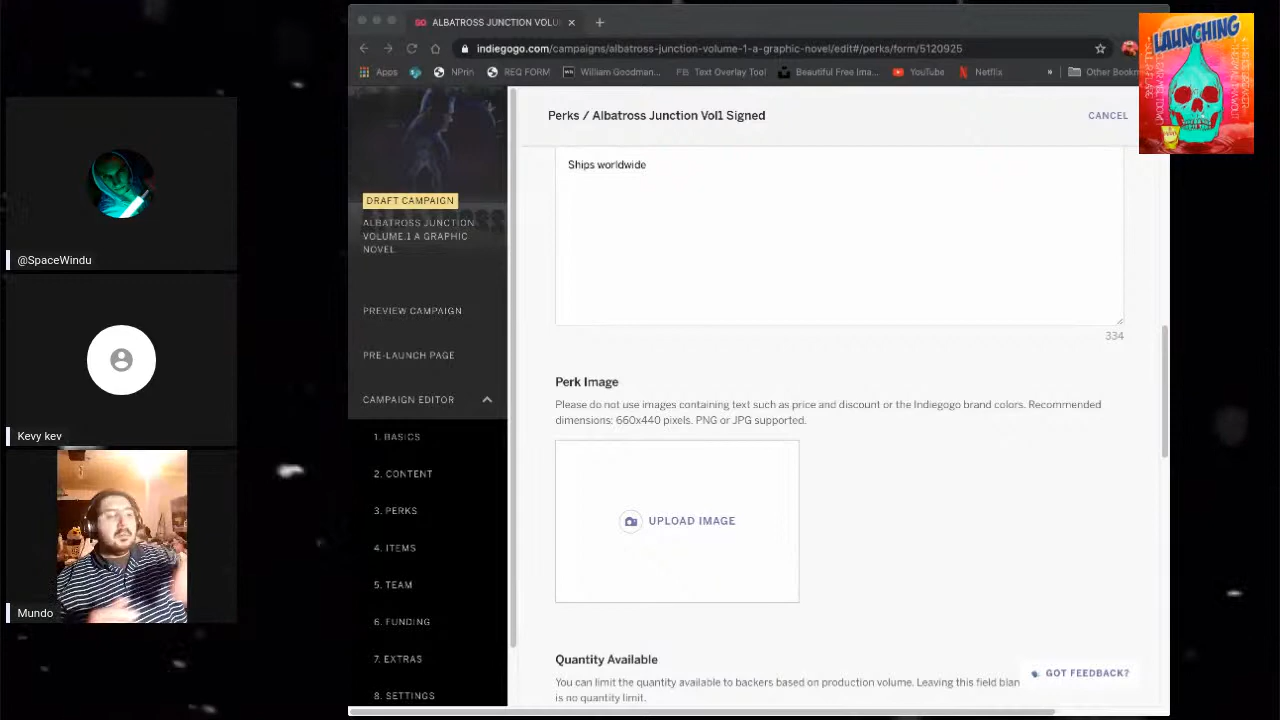 ALBATROSS JUNCTION VOLU
indiegogo.com/campaigns/albatross-junction-volume-1-a-graphic-novel/edit#/perks/form/5120925
Apps
NPrin
REQ FORM
William Goodman...
Text Overlay Tool
Beautiful Free Ima...
YouTube
Netflix
»
Other Bookm
LAUNCHING
Perks / Albatross Junction Vol1 Signed
CANCEL
Ships worldwide
334
DRAFT CAMPAIGN
ALBATROSS JUNCTION
VOLUME.1 A GRAPHIC
NOVEL
PREVIEW CAMPAIGN
PRE-LAUNCH PAGE
CAMPAIGN EDITOR
1. BASICS
2. CONTENT
3. PERKS
4. ITEMS
5. TEAM
6. FUNDING
7. EXTRAS
8. SETTINGS
Perk Image
Please do not use images containing text such as price and discount or the Indiegogo brand colors. Recommended
dimensions: 660x440 pixels. PNG or JPG supported.
UPLOAD IMAGE
Quantity Available
You can limit the quantity available to backers based on production volume. Leaving this field blan
is no quantity limit.
GOT FEEDBACK?
@SpaceWindu
Kevy kev
Mundo